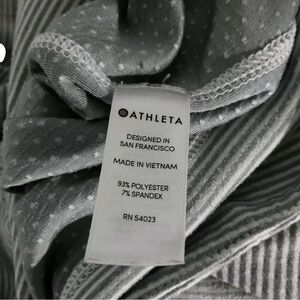 ATHLETA
DESIGNED IN
SAN FRANCISCO
MADE IN VIETNAM
93% POLYESTER
7% SPANDEX
RN 54023